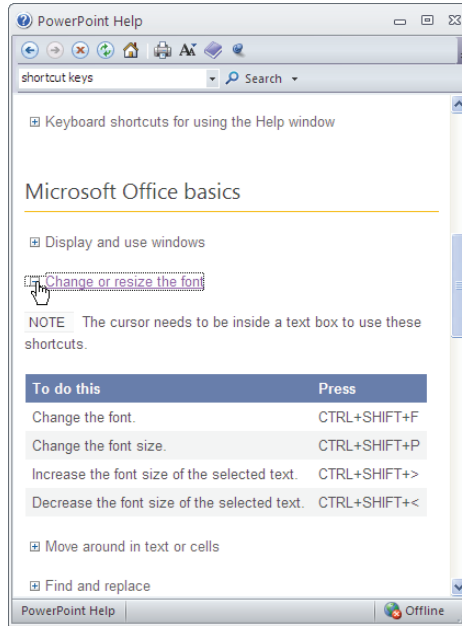 PowerPoint Help
shortcut keys
Search
Keyboard shortcuts for using the Help window
Microsoft Office basics
Display and use windows
Change or resize the font
NOTE The cursor needs to be inside a text box to use these
shortcuts.
To do this Press
Change the font. CTRL+SHIFT+F
Change the font size. CTRL+SHIFT+P
Increase the font size of the selected text. CTRL+SHIFT+>
Decrease the font size of the selected text. CTRL+SHIFT+<
Move around in text or cells
Find and replace
PowerPoint Help Offline